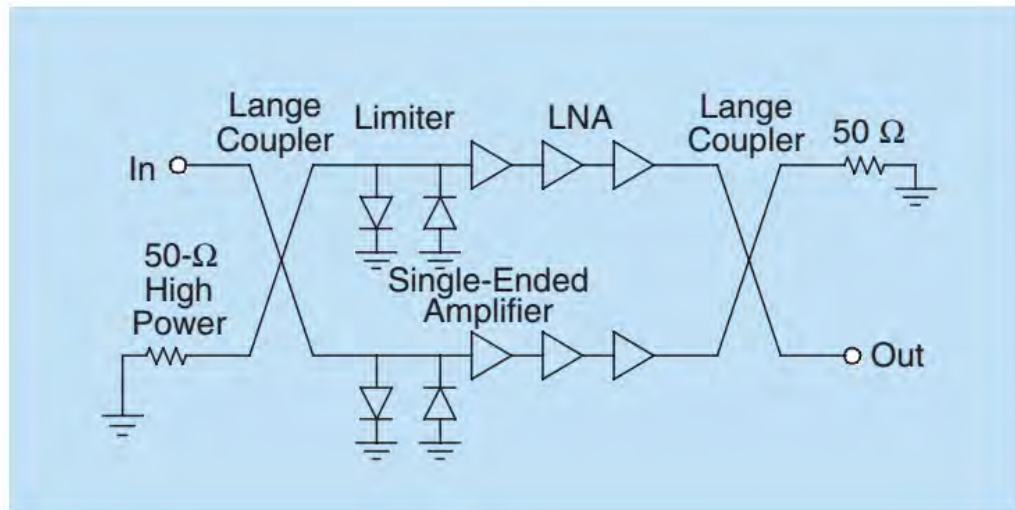 Lange
Coupler
Limiter
LNA
Lange
Coupler
50 Ω
In
50-Ω
High
Power
Single-Ended
Amplifier
Out